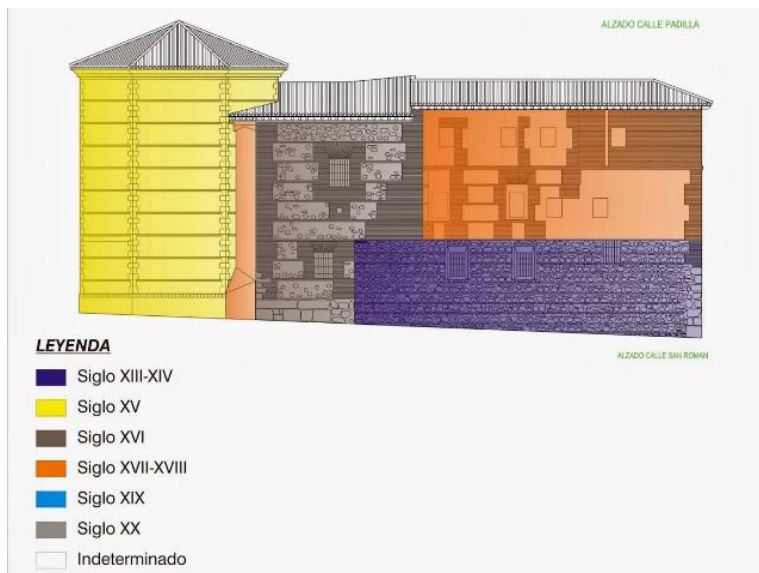 ALZADO CALLE PADILLA
ALZADO CALLE SAN ROMAN
LEYENDA
Siglo XIII-XIV
Siglo XV
Siglo XVI
Siglo XVII-XVIII
Siglo XIX
Siglo XX
Indeterminado